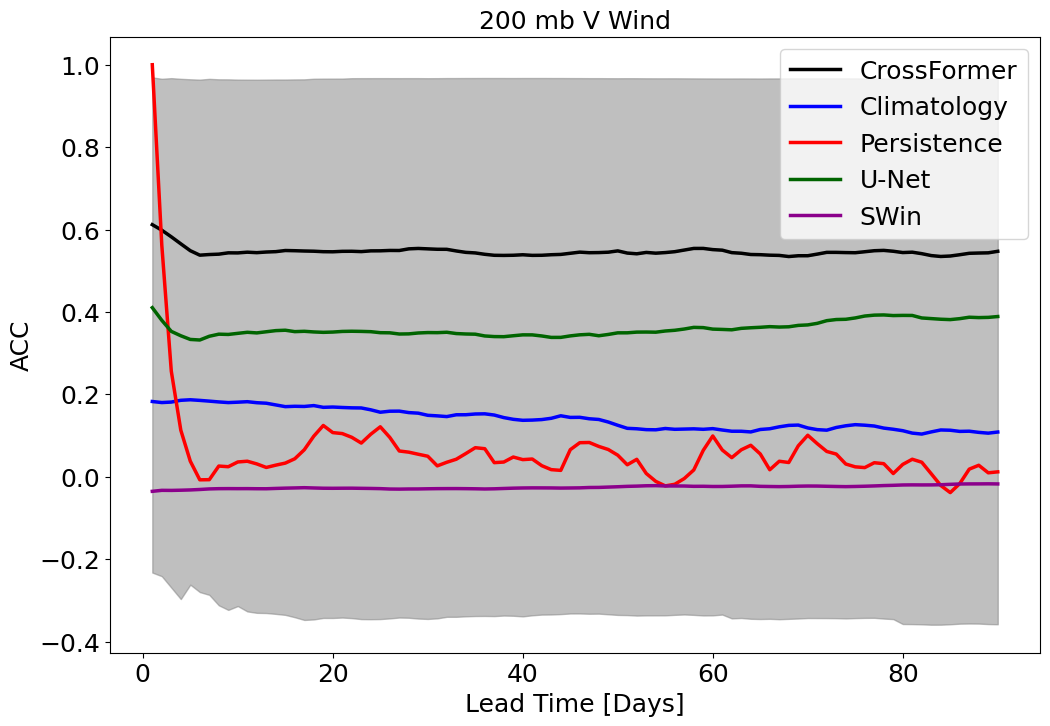 200 mb V Wind
1.0
0.8
0.6
0.4
0.2
0.0
−0.2
−0.4
ACC
CrossFormer
Climatology
Persistence
U-Net
SWin
0 20 40 60 80
Lead Time [Days]